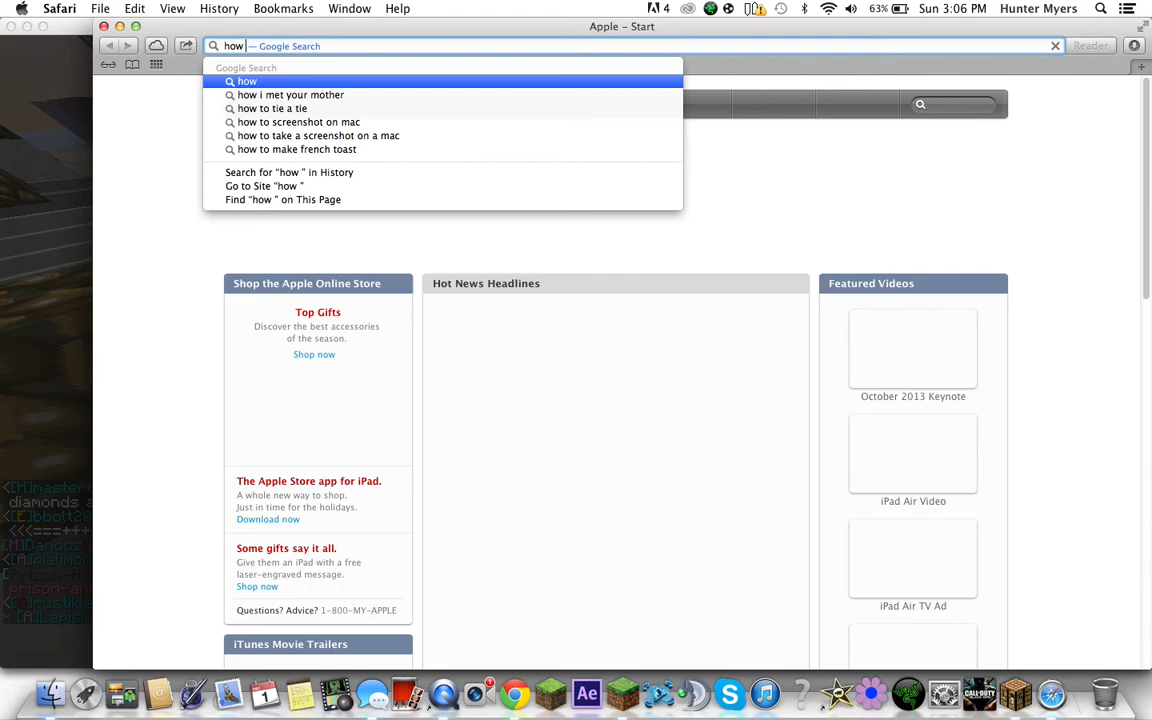 Safari File Edit View History Bookmarks Window Help 4 63% Sun 3:06 PM Hunter Myers
Apple – Start
how — Google Search Reader
Google Search
how
how i met your mother
how to tie a tie
how to screenshot on mac
how to take a screenshot on a mac
how to make french toast
Search for “how ” in History
Go to Site “how ”
Find “how ” on This Page
Shop the Apple Online Store
Top Gifts
Discover the best accessories
of the season.
Shop now
The Apple Store app for iPad.
A whole new way to shop.
Just in time for the holidays.
Download now
Some gifts say it all.
Give them an iPad with a free
laser-engraved message.
Shop now
Questions? Advice? 1-800-MY-APPLE
iTunes Movie Trailers
Hot News Headlines
Featured Videos
October 2013 Keynote
iPad Air Video
iPad Air TV Ad
diamonds
<<<===+++
1
Ae